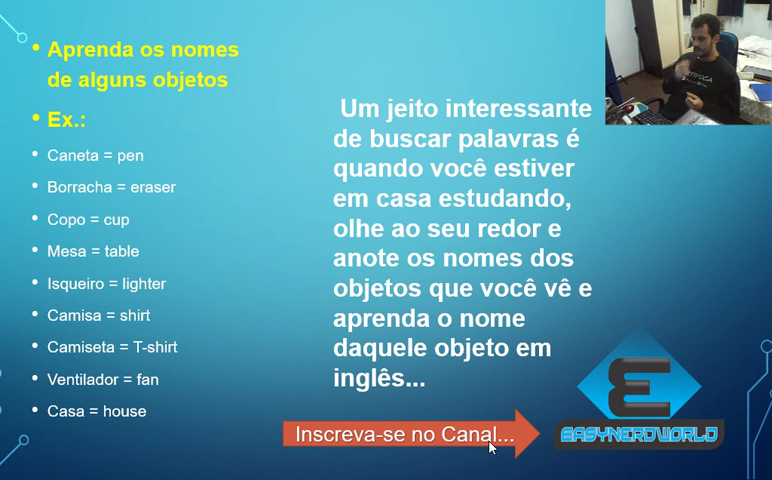 Aprenda os nomes
de alguns objetos
Ex.:
Caneta = pen
Borracha = eraser
Copo = cup
Mesa = table
Isqueiro = lighter
Camisa = shirt
Camiseta = T-shirt
Ventilador = fan
Casa = house
Um jeito interessante
de buscar palavras é
quando você estiver
em casa estudando,
olhe ao seu redor e
anote os nomes dos
objetos que você vê e
aprenda o nome
daquele objeto em
inglês...
Inscreva-se no Canal...
E
EASYNERDWORLD